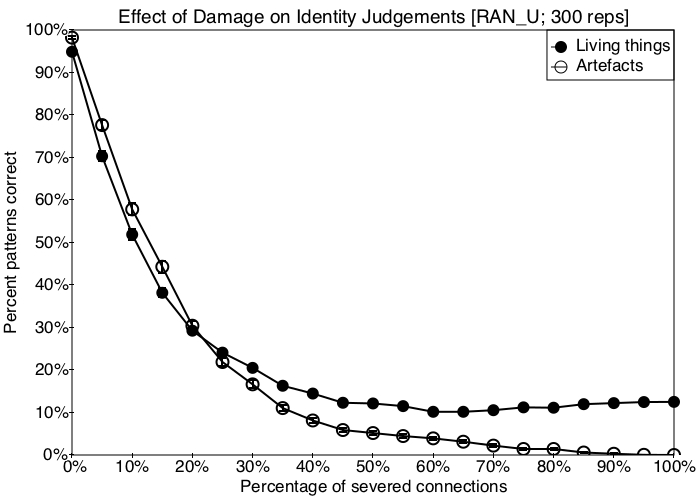 Effect of Damage on Identity Judgements [RAN_U; 300 reps]
100%
90%
80%
70%
60%
50%
40%
30%
20%
10%
0%
Percent patterns correct
Living things
Artefacts
0% 10% 20% 30% 40% 50% 60% 70% 80% 90% 100%
Percentage of severed connections